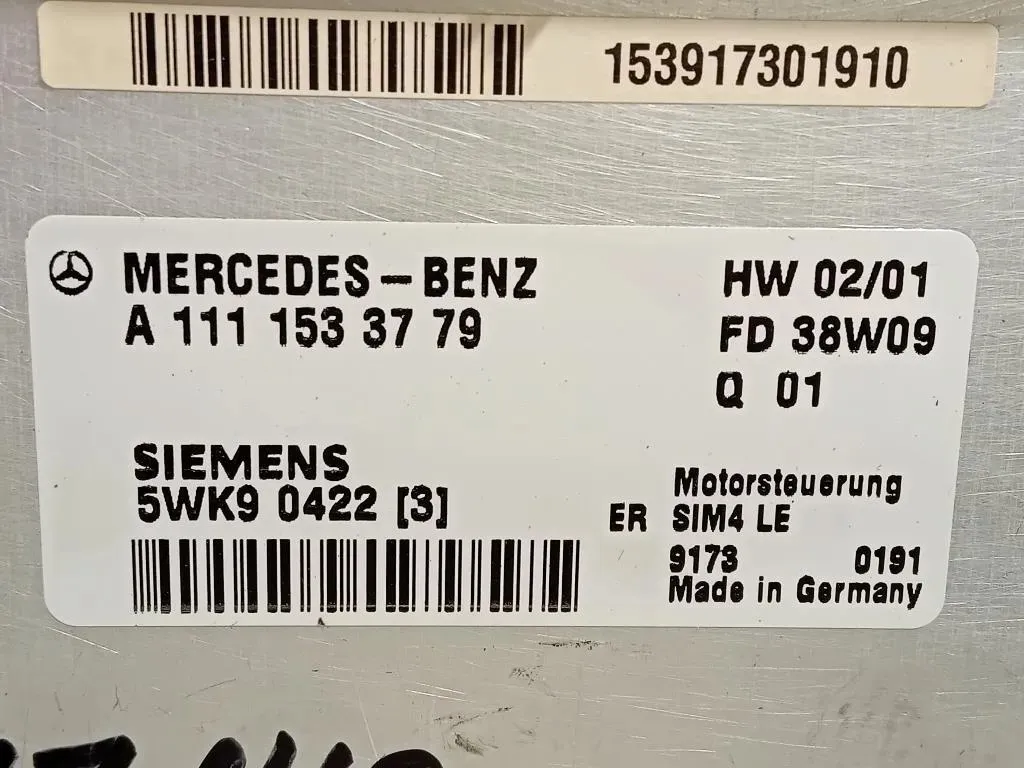 153917301910
MERCEDES-BENZ HW 02/01
A 111 153 37 79 FD 38W09
Q 01
SIEMENS
5WK9 0422 [3]
Motorsteuerung
ER SIM4 LE
9173 0191
Made in Germany